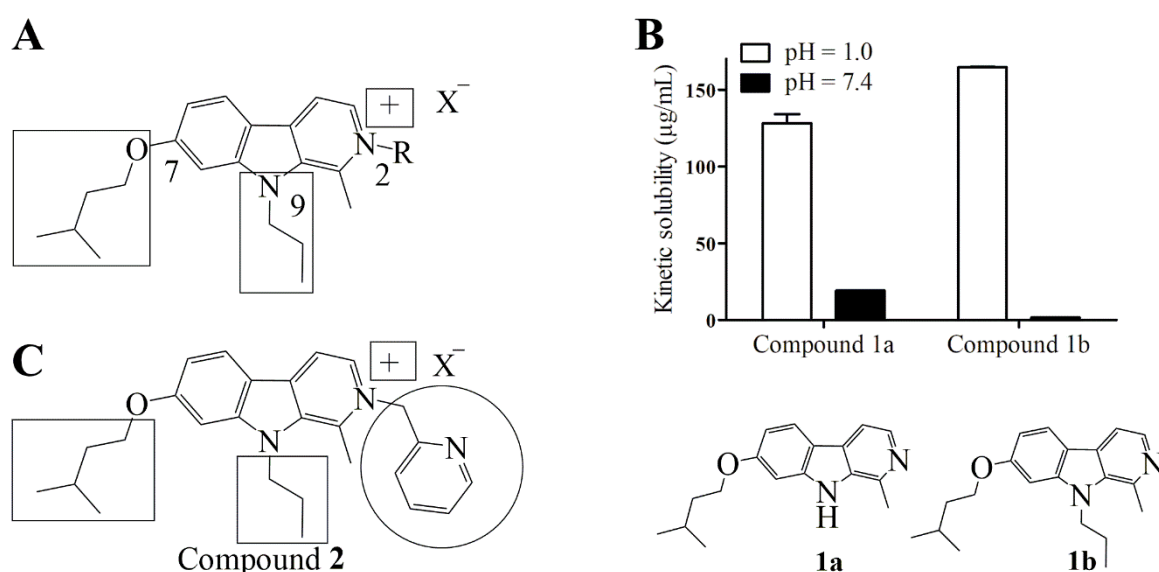 A
+ X⁻
O
7
N
2
R
N
9
B
pH = 1.0
pH = 7.4
Kinetic solubility (µg/mL)
150
100
50
0
Compound 1a
Compound 1b
C
+ X⁻
O
N
N
N
Compound 2
O
N
H
N
1a
O
N
N
1b